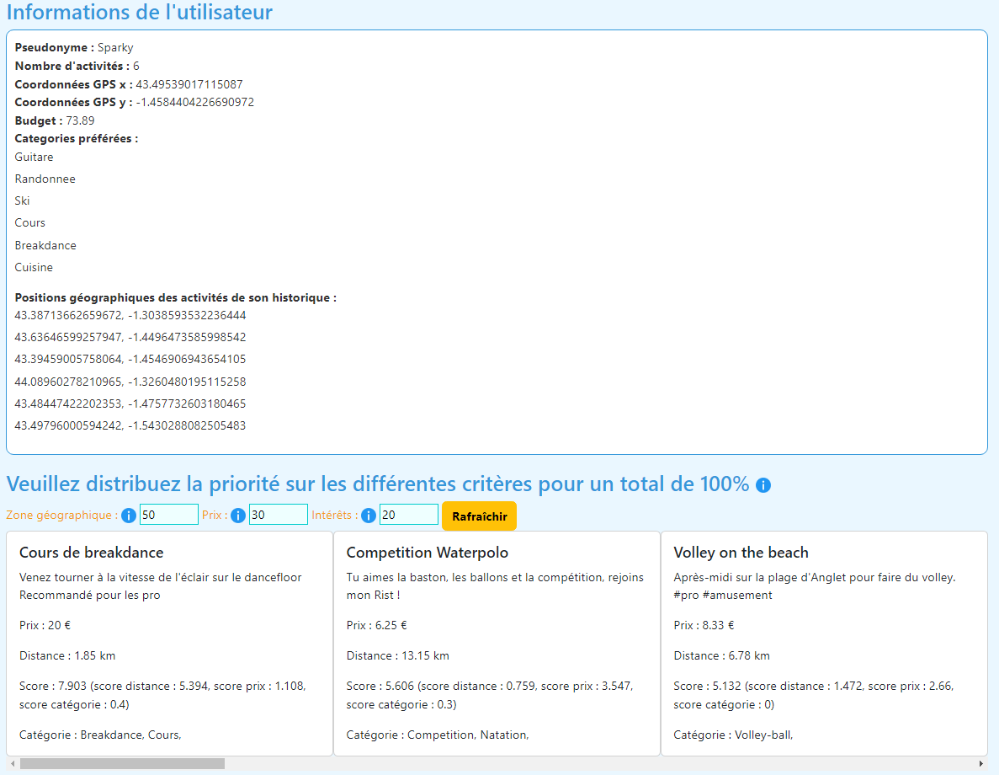 Informations de l'utilisateur
Pseudonyme : Sparky
Nombre d'activités : 6
Coordonnées GPS x : 43.49539017115087
Coordonnées GPS y : -1.4584404226690972
Budget : 73.89
Categories préférées :
Guitare
Randonnee
Ski
Cours
Breakdance
Cuisine
Positions géographiques des activités de son historique :
43.38713662659672, -1.3038593532236444
43.63646599257947, -1.4496473585998542
43.39459005758064, -1.4546906943654105
44.08960278210965, -1.3260480195115258
43.48447422202353, -1.4757732603180465
43.49796000594242, -1.5430288082505483
Veuillez distribuez la priorité sur les différentes critères pour un total de 100% i
Zone géographique : i 50 Prix : i 30 Intérêts : i 20 Rafraîchir
Cours de breakdance
Venez tourner à la vitesse de l'éclair sur le dancefloor
Recommandé pour les pro
Prix : 20 €
Distance : 1.85 km
Score : 7.903 (score distance : 5.394, score prix : 1.108,
score catégorie : 0.4)
Catégorie : Breakdance, Cours,
Competition Waterpolo
Tu aimes la baston, les ballons et la compétition, rejoins
mon Rist !
Prix : 6.25 €
Distance : 13.15 km
Score : 5.606 (score distance : 0.759, score prix : 3.547,
score catégorie : 0.3)
Catégorie : Competition, Natation,
Volley on the beach
Après-midi sur la plage d'Anglet pour faire du volley.
#pro #amusement
Prix : 8.33 €
Distance : 6.78 km
Score : 5.132 (score distance : 1.472, score prix : 2.66,
score catégorie : 0)
Catégorie : Volley-ball,